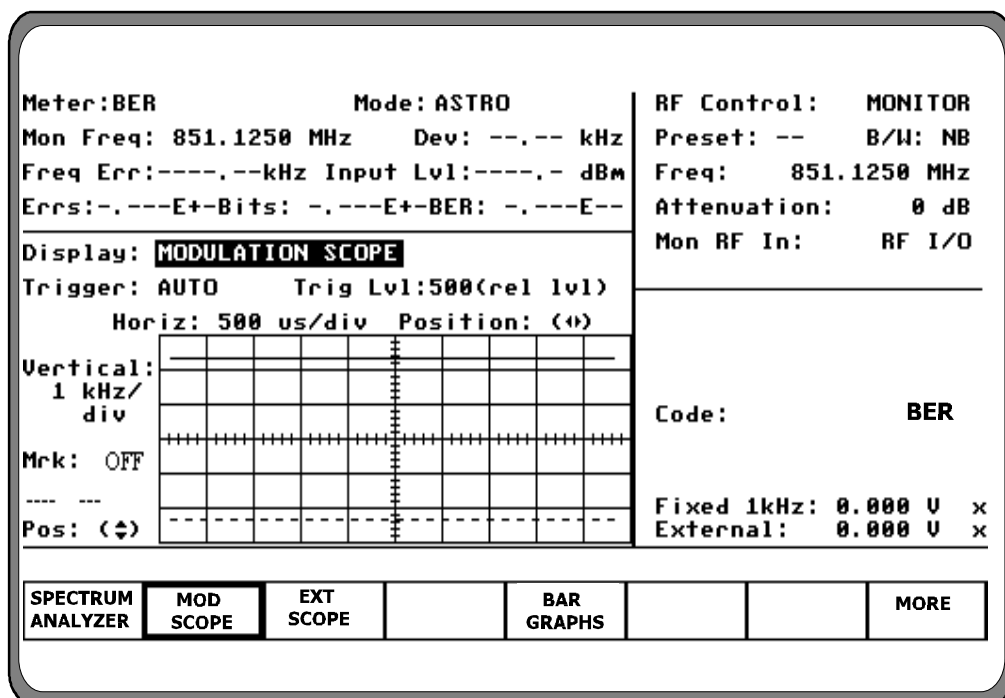 Meter:BER Mode:ASTRO
Mon Freq: 851.1250 MHz Dev: --.-- kHz
Freq Err:----.--kHz Input Lvl:----.- dBm
Errs:-.---E+-Bits: -.---E+-BER: -.---E--
Display: MODULATION SCOPE
Trigger: AUTO Trig Lvl:500(rel lvl)
Horiz: 500 us/div Position: (◂▸)
Vertical:
1 kHz/
div
Mrk: OFF
---- ---
Pos: (▴▾)
RF Control: MONITOR
Preset: -- B/W: NB
Freq: 851.1250 MHz
Attenuation: 0 dB
Mon RF In: RF I/O
Code: BER
Fixed 1kHz: 0.000 V x
External: 0.000 V x
SPECTRUM
ANALYZER
MOD
SCOPE
EXT
SCOPE
BAR
GRAPHS
MORE